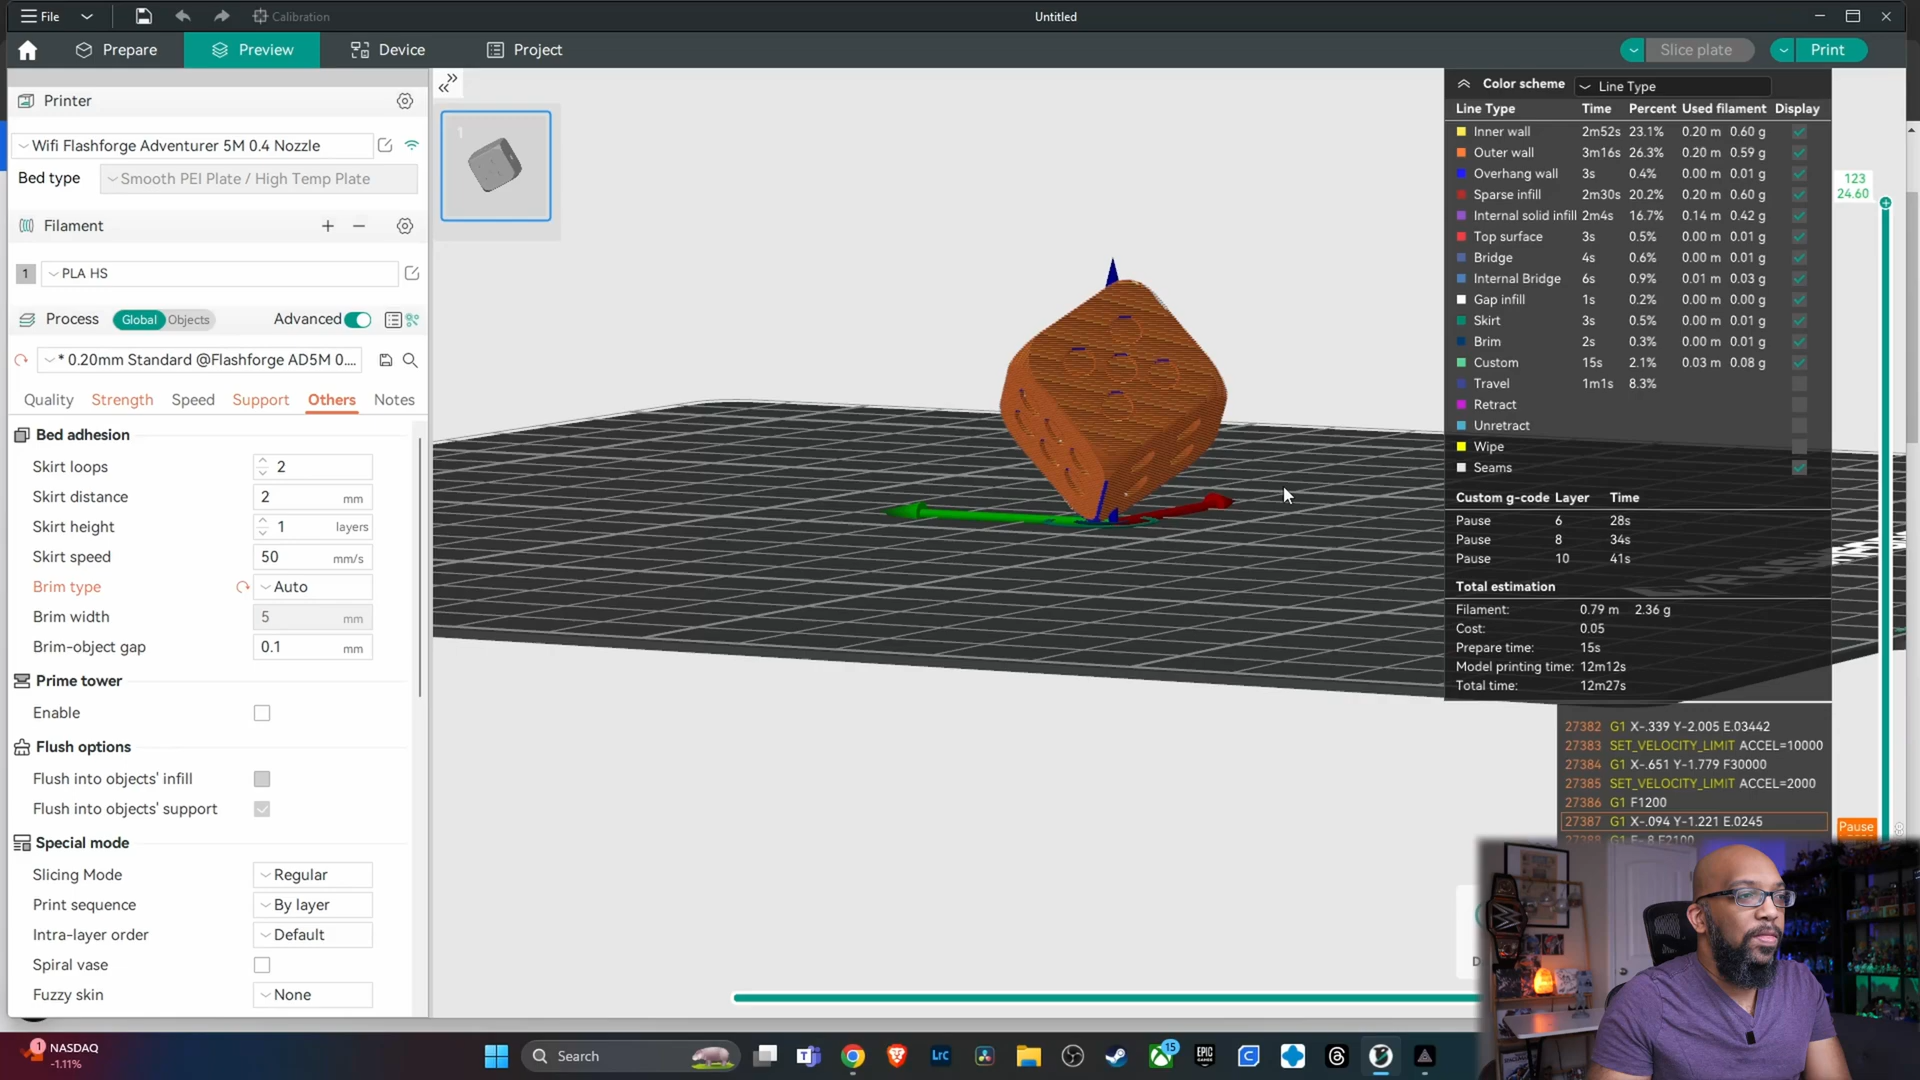 File
Calibration
Untitled
Prepare
Preview
Device
Project
Slice plate
Print
Printer
Wifi Flashforge Adventurer 5M 0.4 Nozzle
Bed type
Smooth PEI Plate / High Temp Plate
Filament
1 PLA HS
Process Global Objects Advanced
* 0.20mm Standard @Flashforge AD5M 0....
Quality Strength Speed Support Others Notes
Bed adhesion
Skirt loops 2
Skirt distance 2 mm
Skirt height 1 layers
Skirt speed 50 mm/s
Brim type Auto
Brim width 5 mm
Brim-object gap 0.1 mm
Prime tower
Enable
Flush options
Flush into objects' infill
Flush into objects' support
Special mode
Slicing Mode Regular
Print sequence By layer
Intra-layer order Default
Spiral vase
Fuzzy skin None
1
Color scheme Line Type
Line Type Time Percent Used filament Display
Inner wall 2m52s 23.1% 0.20 m 0.60 g
Outer wall 3m16s 26.3% 0.20 m 0.59 g
Overhang wall 3s 0.4% 0.00 m 0.01 g
Sparse infill 2m30s 20.2% 0.20 m 0.60 g
Internal solid infill 2m4s 16.7% 0.14 m 0.42 g
Top surface 3s 0.5% 0.00 m 0.01 g
Bridge 4s 0.6% 0.00 m 0.01 g
Internal Bridge 6s 0.9% 0.01 m 0.03 g
Gap infill 1s 0.2% 0.00 m 0.00 g
Skirt 3s 0.5% 0.00 m 0.01 g
Brim 2s 0.3% 0.00 m 0.01 g
Custom 15s 2.1% 0.03 m 0.08 g
Travel 1m1s 8.3%
Retract
Unretract
Wipe
Seams
Custom g-code Layer Time
Pause 6 28s
Pause 8 34s
Pause 10 41s
Total estimation
Filament: 0.79 m 2.36 g
Cost: 0.05
Prepare time: 15s
Model printing time: 12m12s
Total time: 12m27s
123
24.60
27382 G1 X-.339 Y-2.005 E.03442
27383 SET_VELOCITY_LIMIT ACCEL=10000
27384 G1 X-.651 Y-1.779 F30000
27385 SET_VELOCITY_LIMIT ACCEL=2000
27386 G1 F1200
27387 G1 X-.094 Y-1.221 E.0245
27388 G1 E-.8 F2100
Pause
1
NASDAQ
-1.11%
Search
Lrc
15
EPIC